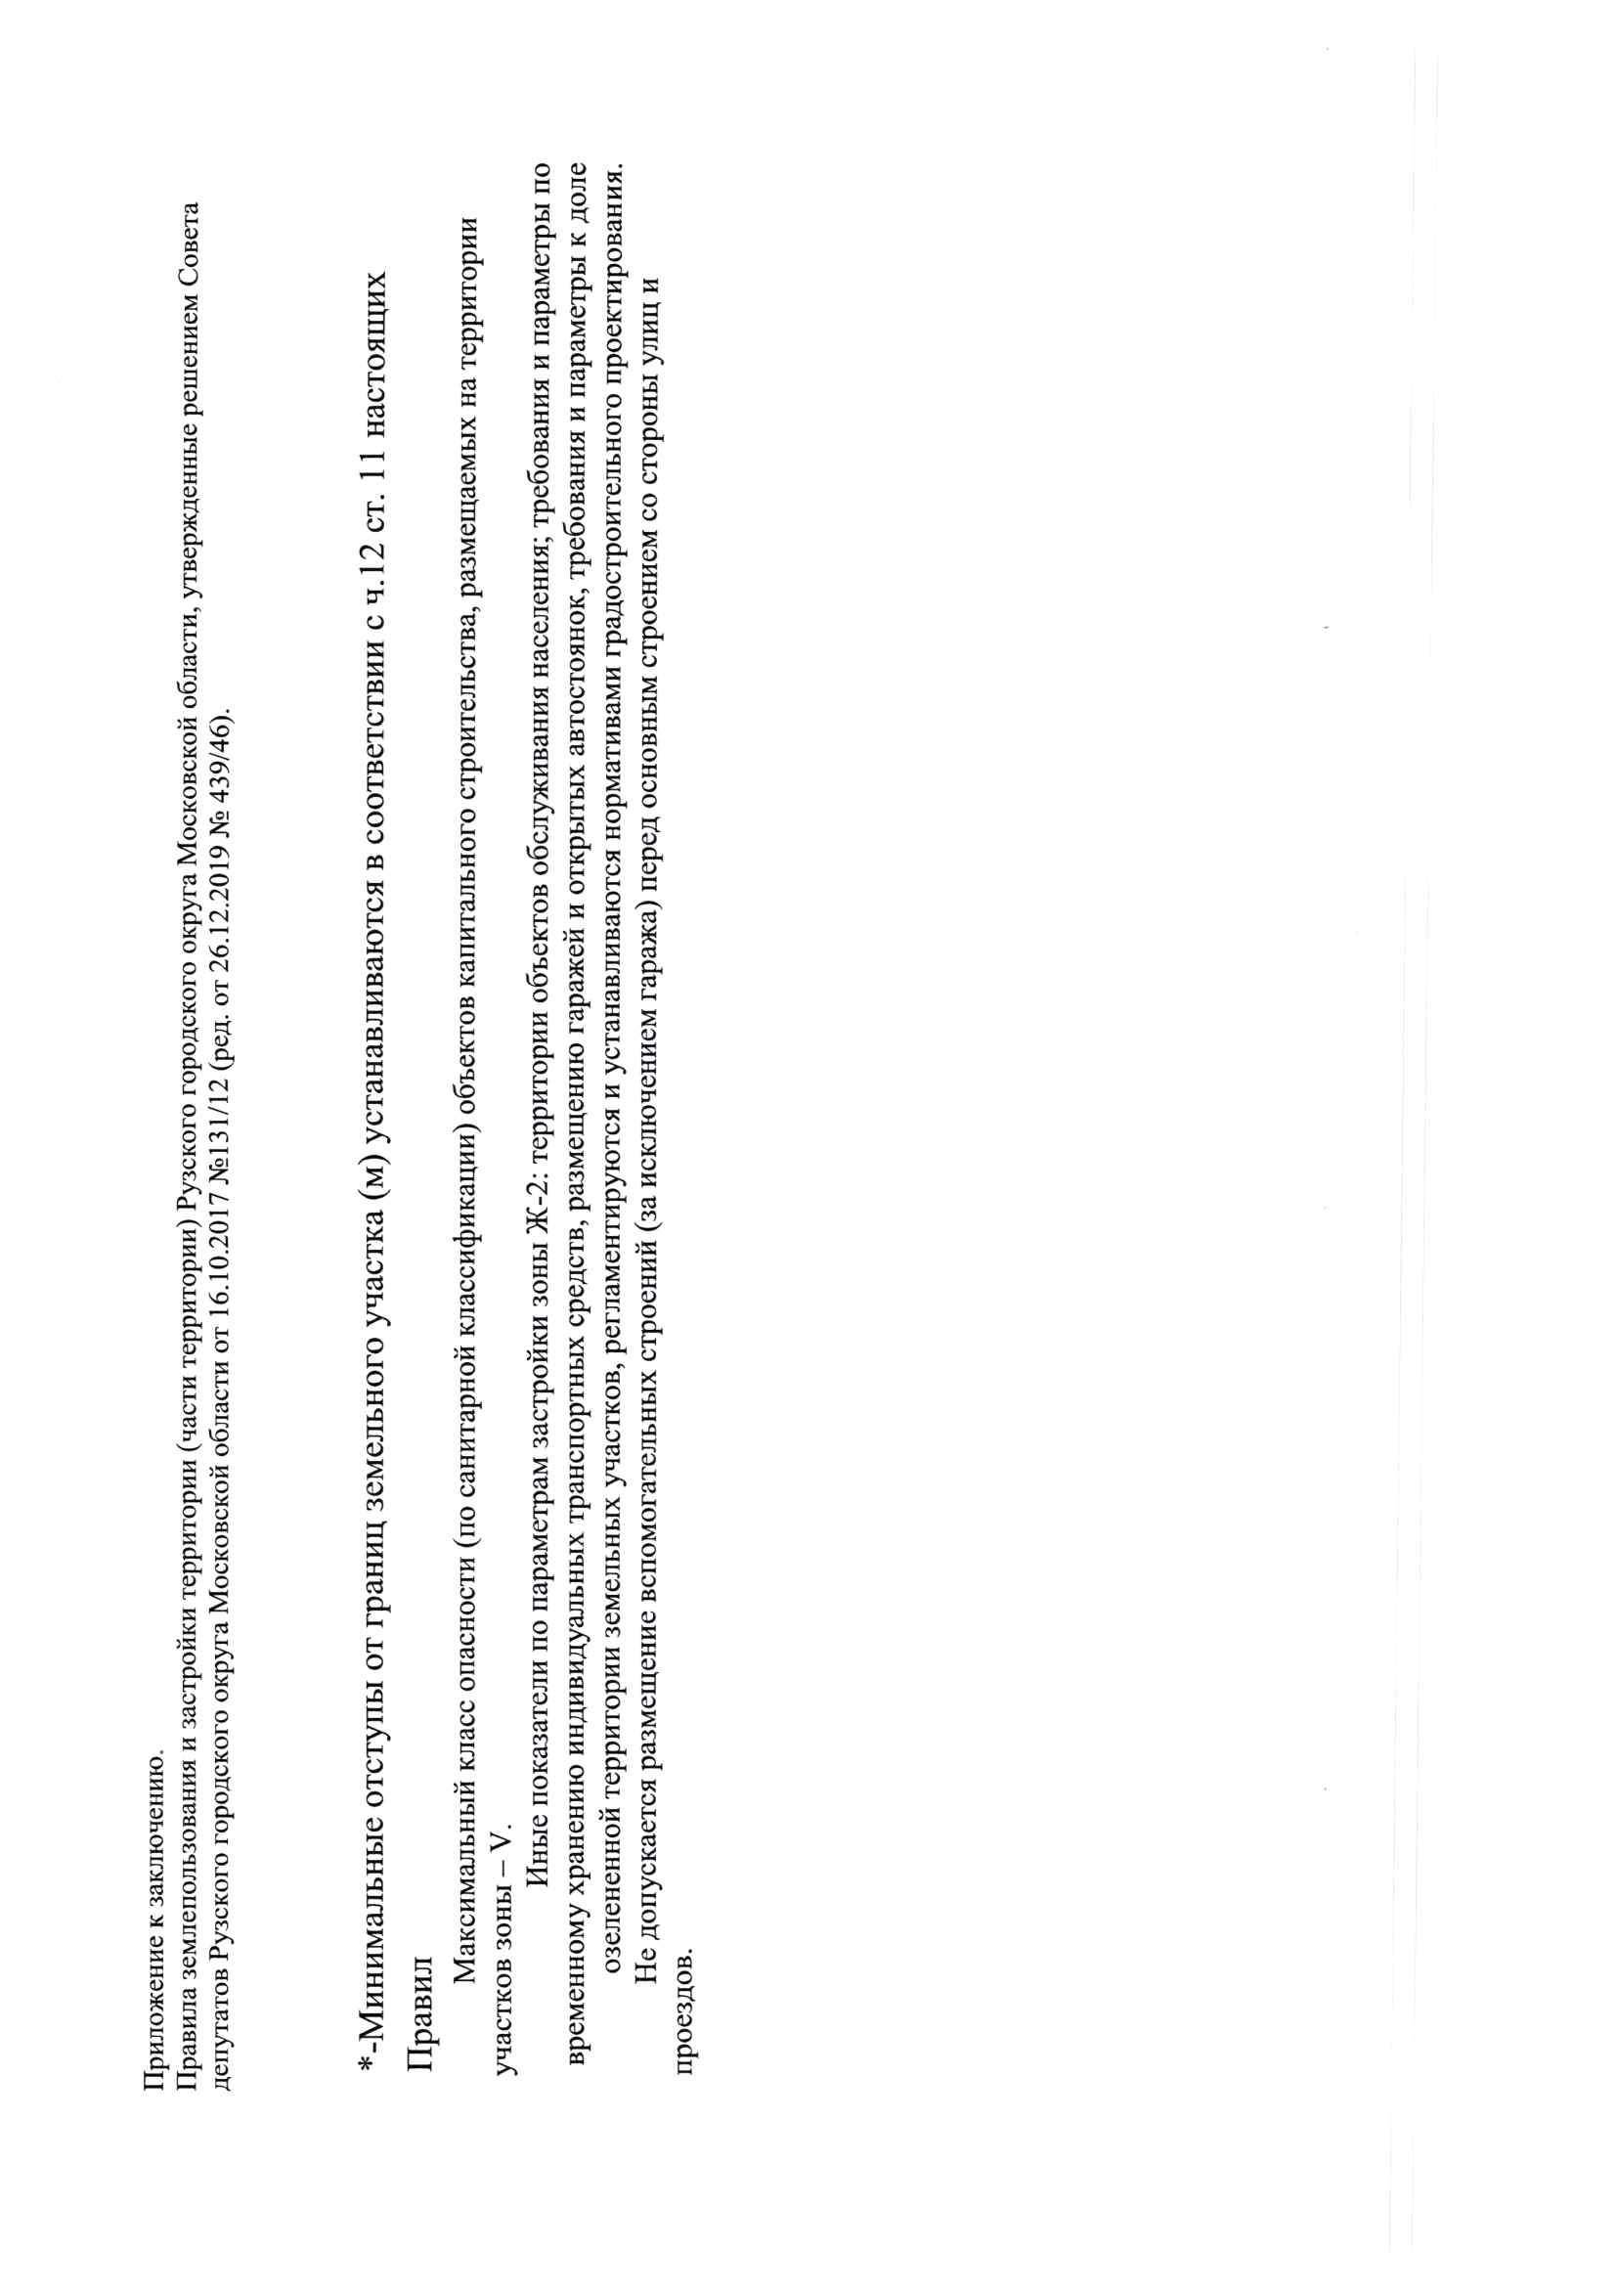 Приложение к заключению.
Правила землепользования и застройки территории (части территории) Рузского городского округа Московской области, утвержденные решением Совета
депутатов Рузского городского округа Московской области от 16.10.2017 №131/12 (ред. от 26.12.2019 № 439/46).
*-Минимальные отступы от границ земельного участка (м) устанавливаются в соответствии с ч.12 ст. 11 настоящих
Правил
Максимальный класс опасности (по санитарной классификации) объектов капитального строительства, размещаемых на территории
участков зоны – V.
Иные показатели по параметрам застройки зоны Ж-2: территории объектов обслуживания населения; требования и параметры по
временному хранению индивидуальных транспортных средств, размещению гаражей и открытых автостоянок, требования и параметры к доле
озелененной территории земельных участков, регламентируются и устанавливаются нормативами градостроительного проектирования.
Не допускается размещение вспомогательных строений (за исключением гаража) перед основным строением со стороны улиц и
проездов.